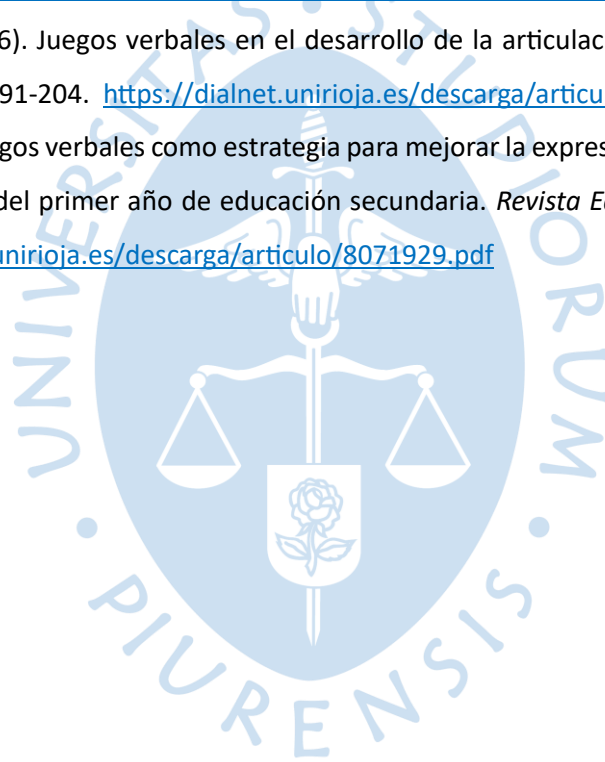 6). Juegos verbales en el desarrollo de la articulac
91-204. https://dialnet.unirioja.es/descarga/articu
gos verbales como estrategia para mejorar la expres
del primer año de educación secundaria. Revista Ed
unirioja.es/descarga/articulo/8071929.pdf
UNIVERSITAS • STUDIORUM • PIURENSIS •